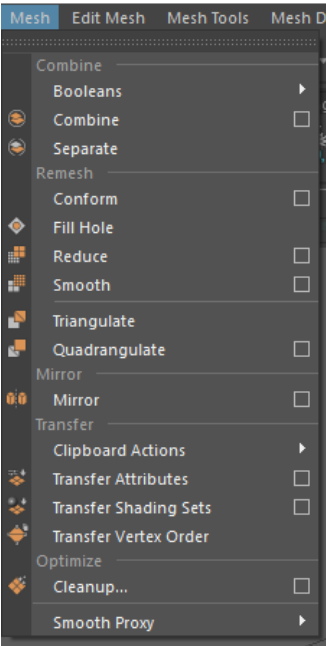 Mesh Edit Mesh Mesh Tools Mesh D
Combine
Booleans
Combine
Separate
Remesh
Conform
Fill Hole
Reduce
Smooth
Triangulate
Quadrangulate
Mirror
Mirror
Transfer
Clipboard Actions
Transfer Attributes
Transfer Shading Sets
Transfer Vertex Order
Optimize
Cleanup...
Smooth Proxy